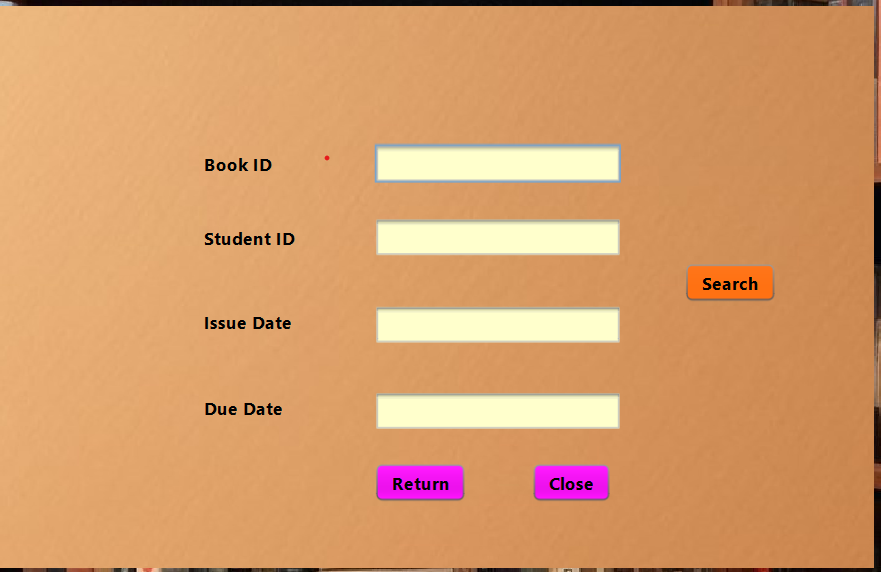 Book ID
Student ID
Search
Issue Date
Due Date
Return Close